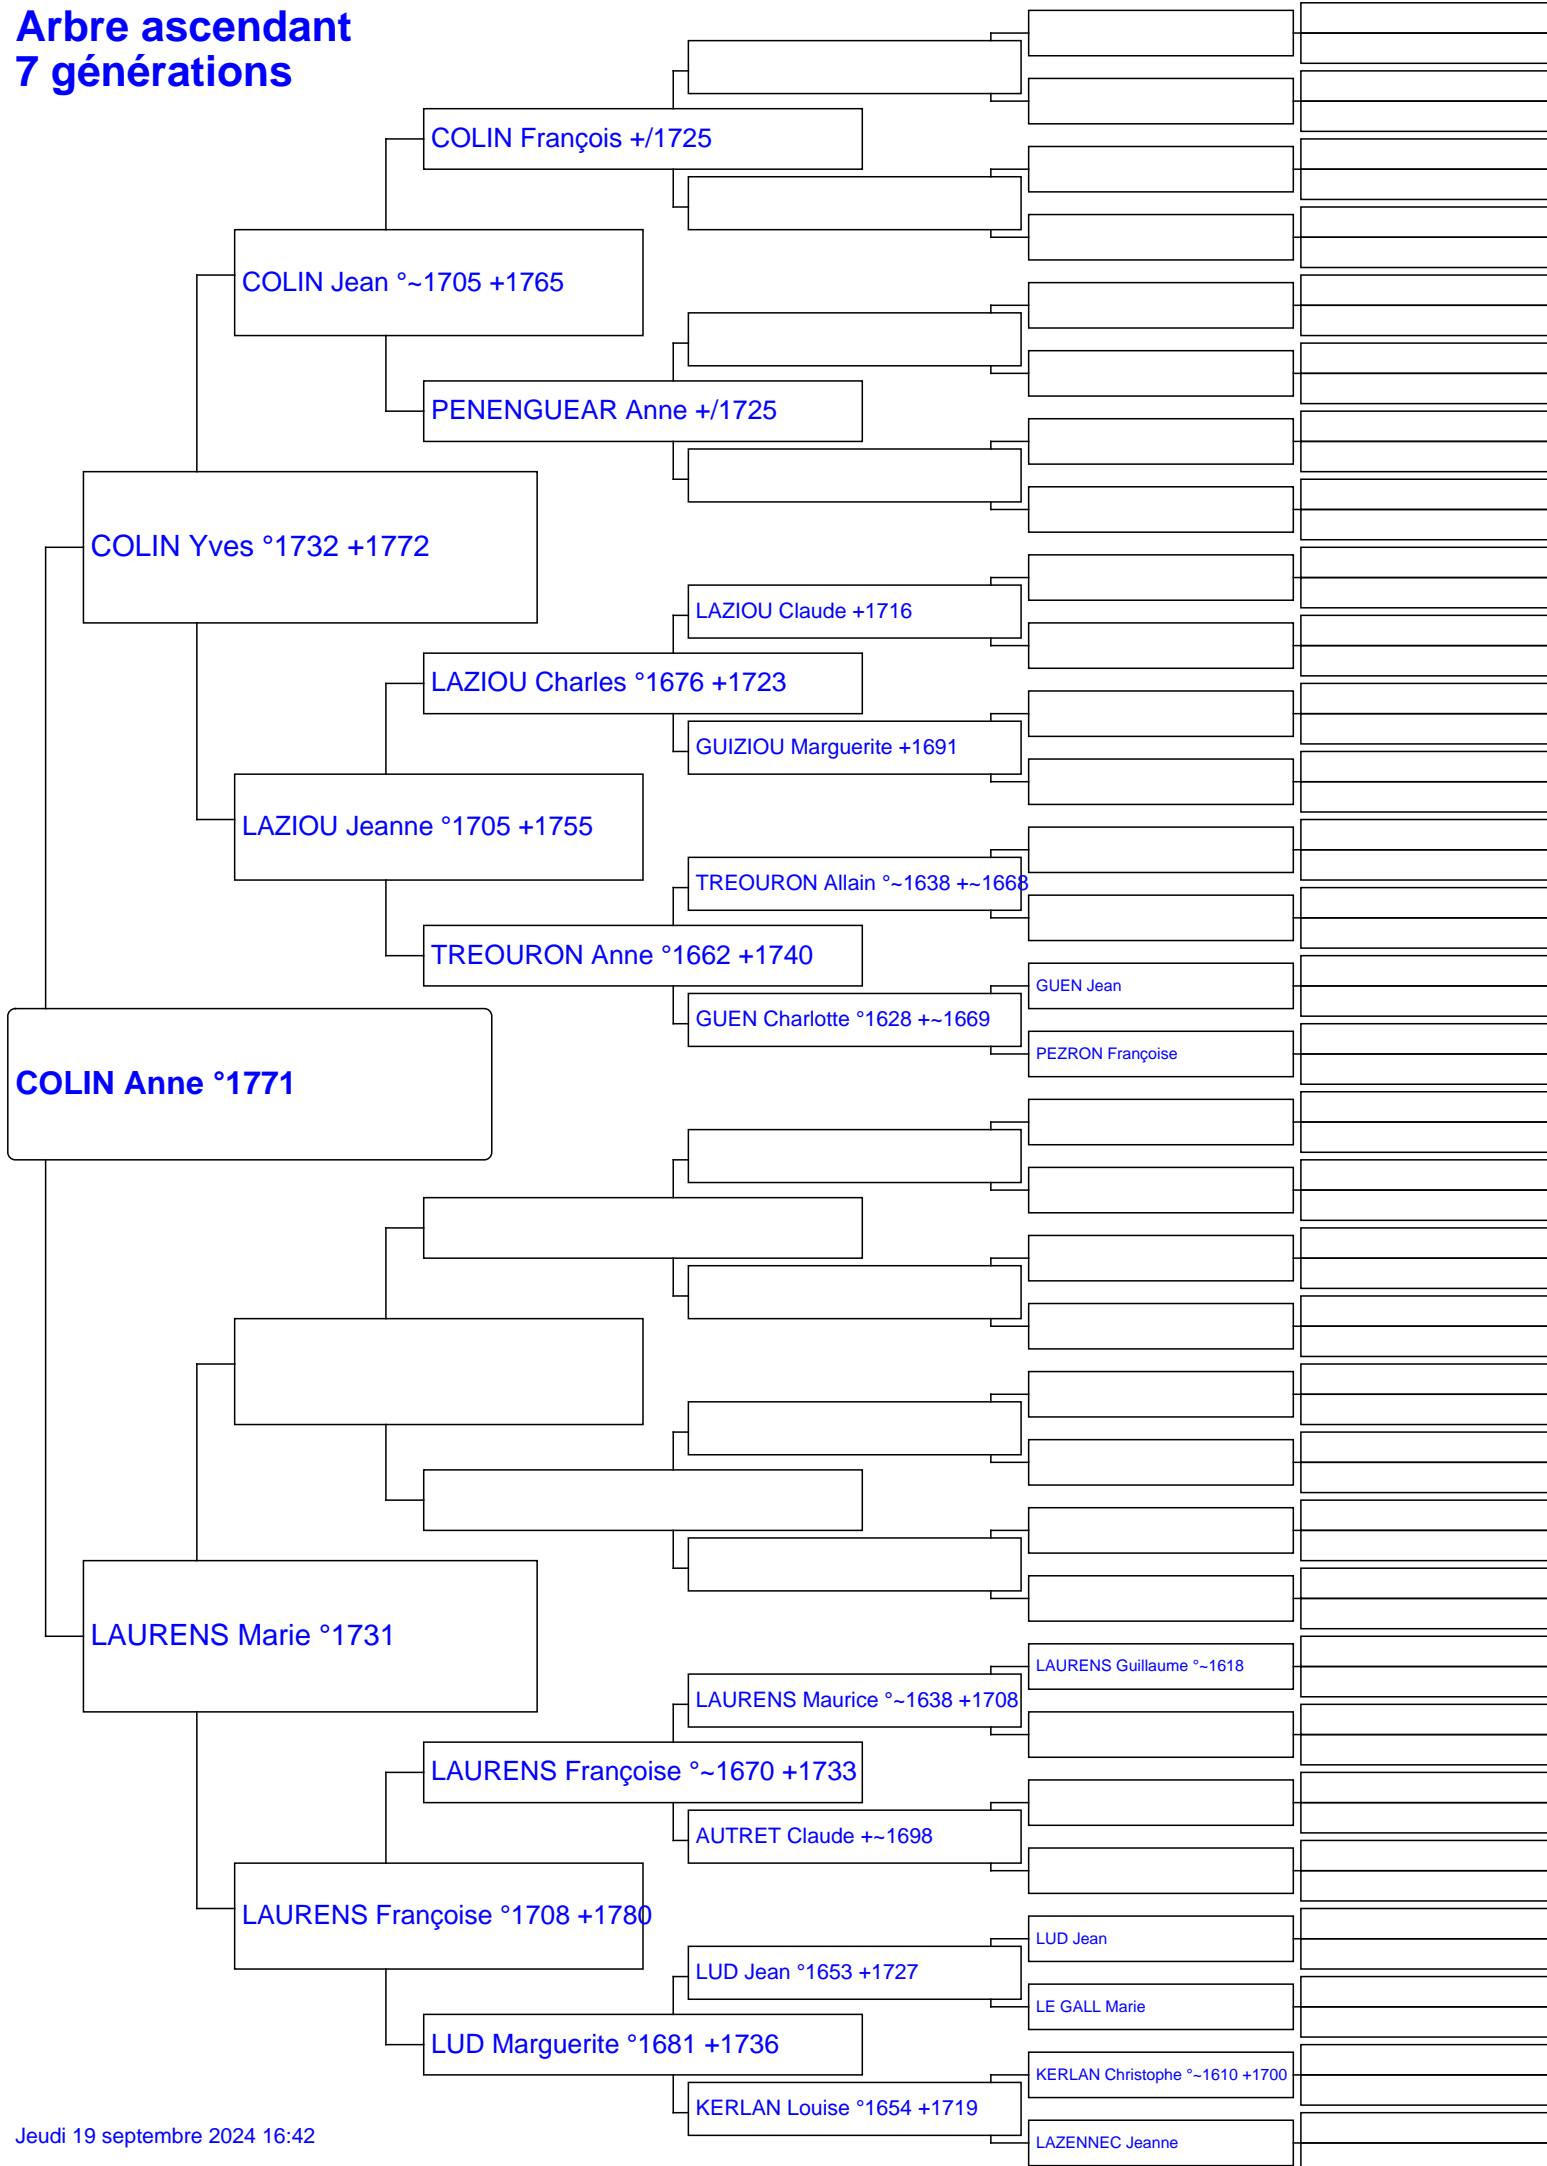 Arbre ascendant
7 générations
COLIN François +/1725
COLIN Jean °~1705 +1765
PENENGUEAR Anne +/1725
COLIN Yves °1732 +1772
LAZIOU Claude +1716
LAZIOU Charles °1676 +1723
GUIZIOU Marguerite +1691
LAZIOU Jeanne °1705 +1755
TREOURON Allain °~1638 +~1668
TREOURON Anne °1662 +1740
GUEN Jean
GUEN Charlotte °1628 +~1669
PEZRON Françoise
COLIN Anne °1771
LAURENS Marie °1731
LAURENS Guillaume °~1618
LAURENS Maurice °~1638 +1708
LAURENS Françoise °~1670 +1733
AUTRET Claude +~1698
LAURENS Françoise °1708 +1780
LUD Jean
LUD Jean °1653 +1727
LE GALL Marie
LUD Marguerite °1681 +1736
KERLAN Christophe °~1610 +1700
KERLAN Louise °1654 +1719
LAZENNEC Jeanne
Jeudi 19 septembre 2024 16:42